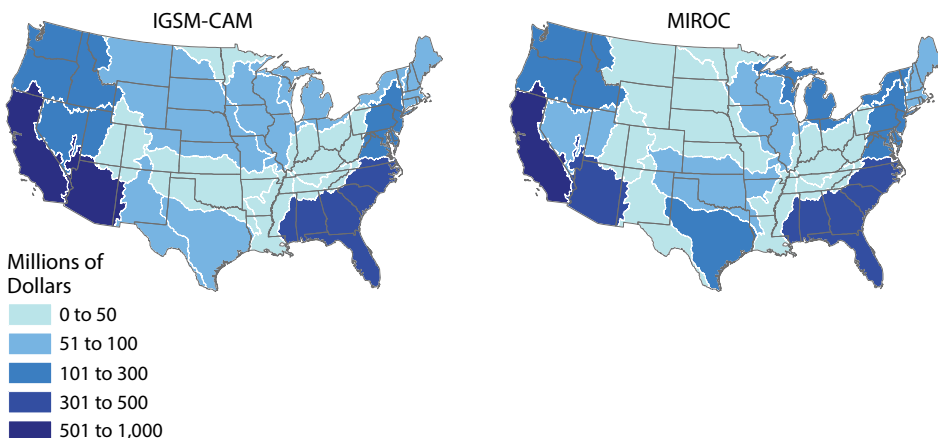 IGSM-CAM
MIROC
Millions of
Dollars
0 to 50
51 to 100
101 to 300
301 to 500
501 to 1,000